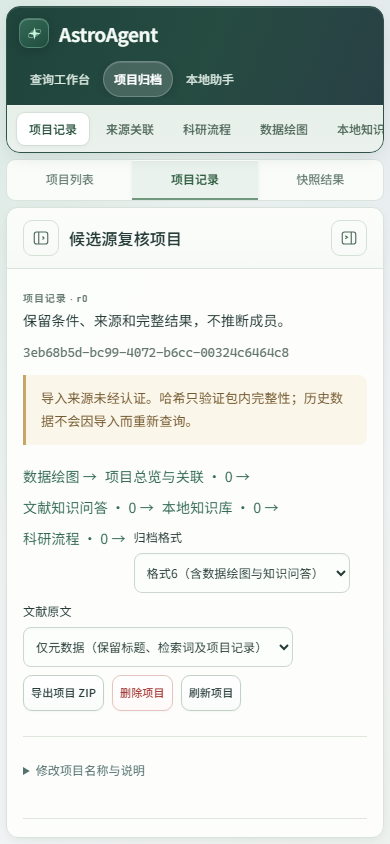 AstroAgent
查询工作台 项目归档 本地助手
项目记录 来源关联 科研流程 数据绘图 本地知识
项目列表 项目记录 快照结果
候选源复核项目
项目记录 · r0
保留条件、来源和完整结果，不推断成员。
3eb68b5d-bc99-4072-b6cc-00324c6464c8
导入来源未经认证。哈希只验证包内完整性；历史数
据不会因导入而重新查询。
数据绘图 → 项目总览与关联 · 0 →
文献知识问答 · 0 → 本地知识库 · 0 →
科研流程 · 0 → 归档格式
格式6（含数据绘图与知识问答）
文献原文
仅元数据（保留标题、检索词及项目记录）
导出项目 ZIP 删除项目 刷新项目
▶ 修改项目名称与说明